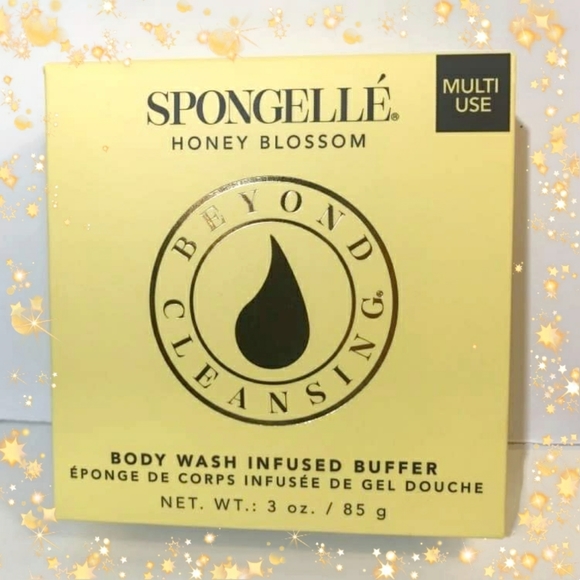 SPONGELLÉ®
HONEY BLOSSOM
MULTI
USE
BEYOND
CLEANSING®
BODY WASH INFUSED BUFFER
ÉPONGE DE CORPS INFUSÉE DE GEL DOUCHE
NET. WT.: 3 oz. / 85 g